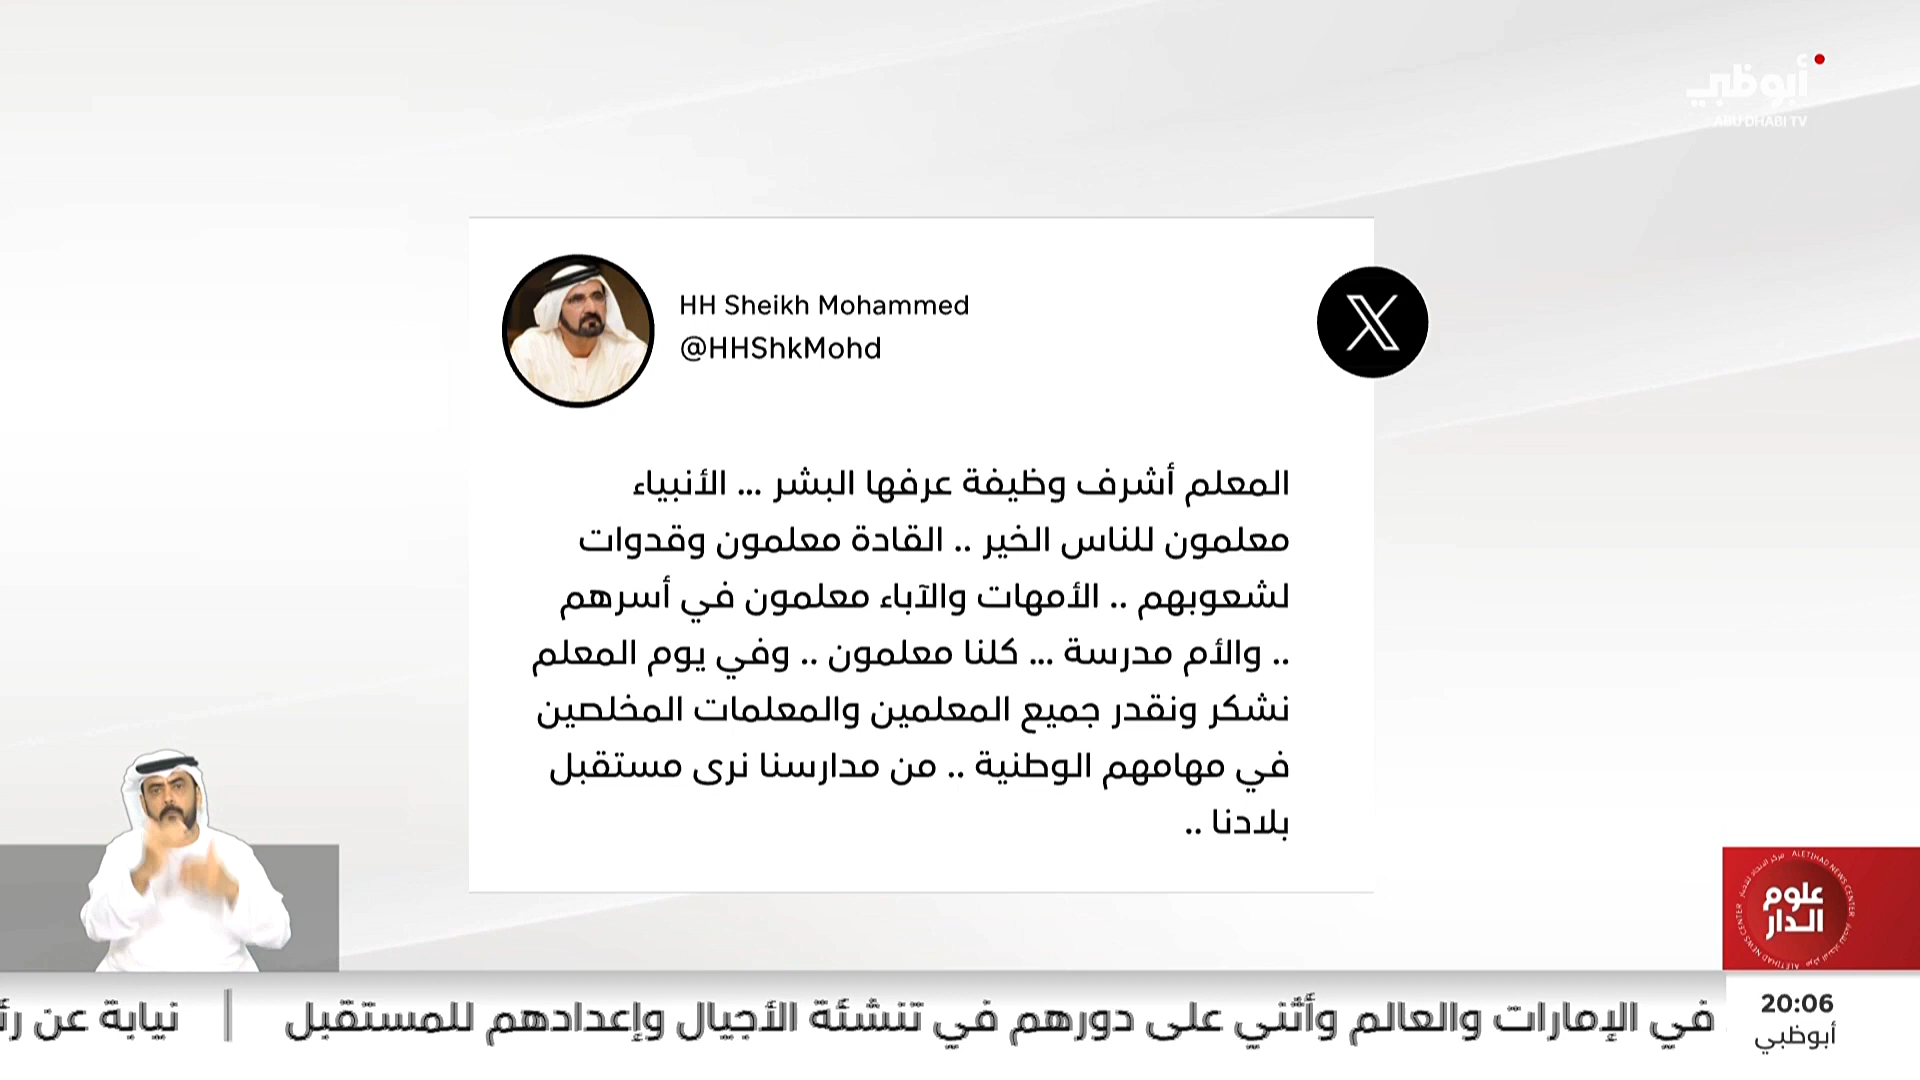 أبوظبي
ABU DHABI TV
HH Sheikh Mohammed
@HHShkMohd
المعلم أشرف وظيفة عرفها البشر ... الأنبياء
معلمون للناس الخير .. القادة معلمون وقدوات
لشعوبهم .. الأمهات والآباء معلمون في أسرهم
.. والأم مدرسة ... كلنا معلمون .. وفي يوم المعلم
نشكر ونقدر جميع المعلمين والمعلمات المخلصين
في مهامهم الوطنية .. من مدارسنا نرى مستقبل
بلادنا ..
علوم
الدار
ALETIHAD NEWS CENTER
في الإمارات والعالم وأثني على دورهم في تنشئة الأجيال وإعدادهم للمستقبل | نيابة عن
20:06
أبوظبي